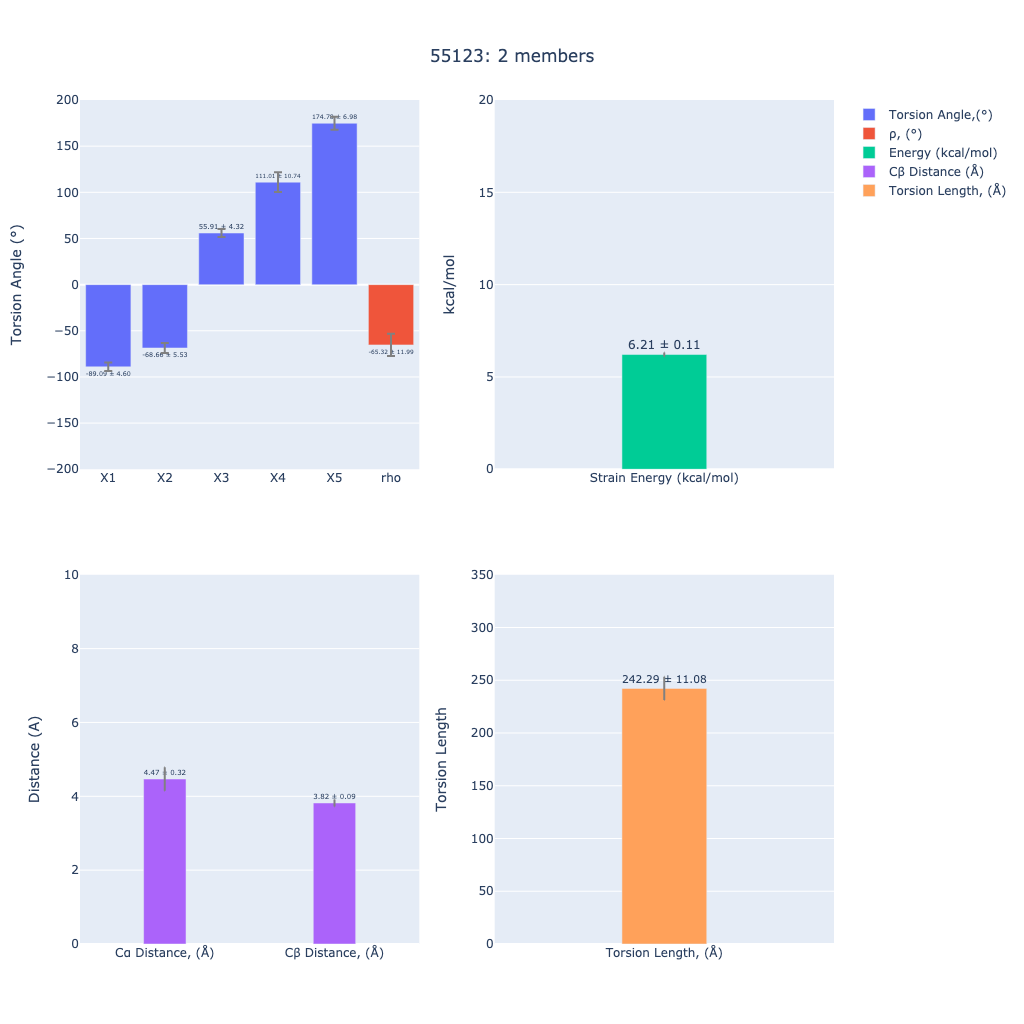 55123: 2 members
Torsion Angle (°)
200
150
100
50
0
−50
−100
−150
−200
-89.09 ± 4.60
-68.66 ± 5.53
55.91 ± 4.32
111.01 ± 10.74
± 6.98
-65.32 ± 11.99
X1 X2 X3 X4 X5 rho
kcal/mol
20
15
10
5
0
6.21 ± 0.11
Strain Energy (kcal/mol)
Torsion Angle,(°)
ρ, (°)
Energy (kcal/mol)
Cβ Distance (Å)
Torsion Length, (Å)
Distance (A)
10
8
6
4
2
0
4.47 ± 0.32
3.82 ± 0.09
Cα Distance, (Å) Cβ Distance, (Å)
Torsion Length
350
300
250
200
150
100
50
0
242.29 ± 11.08
Torsion Length, (Å)